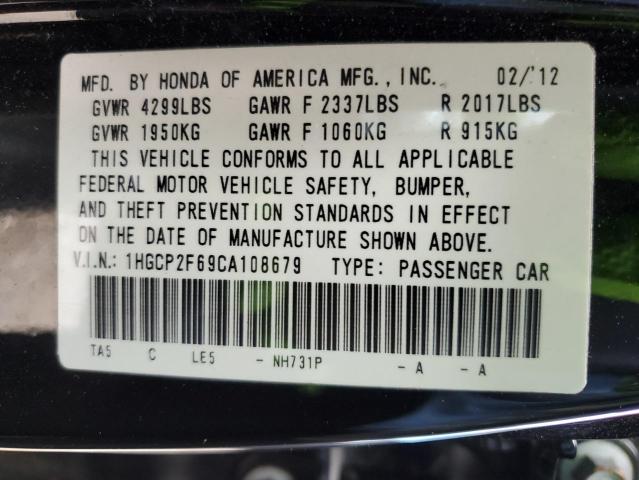 MFD. BY HONDA OF AMERICA MFG., INC. 02/12
GVWR 4299LBS GAWR F 2337LBS R 2017LBS
GVWR 1950KG GAWR F 1060KG R 915KG
THIS VEHICLE CONFORMS TO ALL APPLICABLE
FEDERAL MOTOR VEHICLE SAFETY, BUMPER,
AND THEFT PREVENTION STANDARDS IN EFFECT
ON THE DATE OF MANUFACTURE SHOWN ABOVE.
V.I.N.: 1HGCP2F69CA108679 TYPE: PASSENGER CAR
TA5 C LE5 - NH731P - A - A